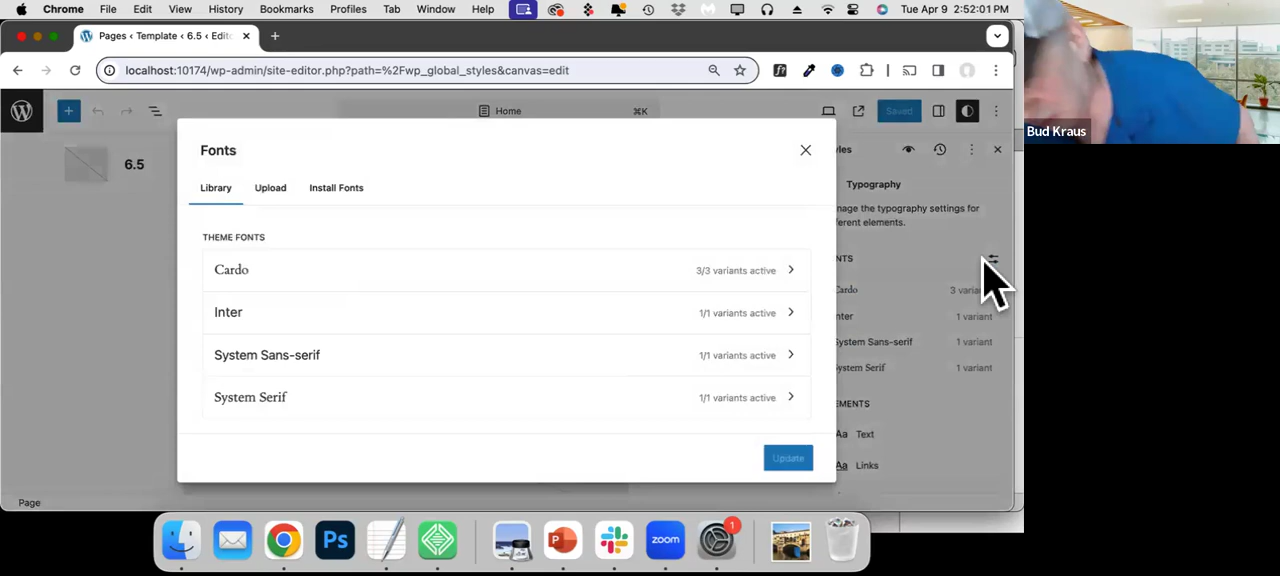 Chrome File Edit View History Bookmarks Profiles Tab Window Help Tue Apr 9 2:52:01 PM
Pages ‹ Template ‹ 6.5 ‹ Edit
localhost:10174/wp-admin/site-editor.php?path=%2Fwp_global_styles&canvas=edit
Home ⌘K Saved
6.5
Fonts
Library Upload Install Fonts
THEME FONTS
Cardo 3/3 variants active
Inter 1/1 variants active
System Sans-serif 1/1 variants active
System Serif 1/1 variants active
Update
yles
Typography
nage the typography settings for
ferent elements.
NTS
Cardo 3 varia
nter 1 variant
System Sans-serif 1 variant
System Serif 1 variant
EMENTS
Aa Text
Aa Links
Page
Bud Kraus
Ps
P
zoom
1